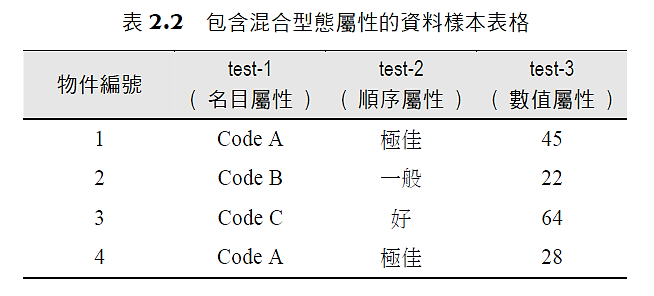 表 2.2 包含混合型態屬性的資料樣本表格
物件編號 test-1 （名目屬性） test-2 （順序屬性） test-3 （數值屬性）
1 Code A 極佳 45
2 Code B 一般 22
3 Code C 好 64
4 Code A 極佳 28